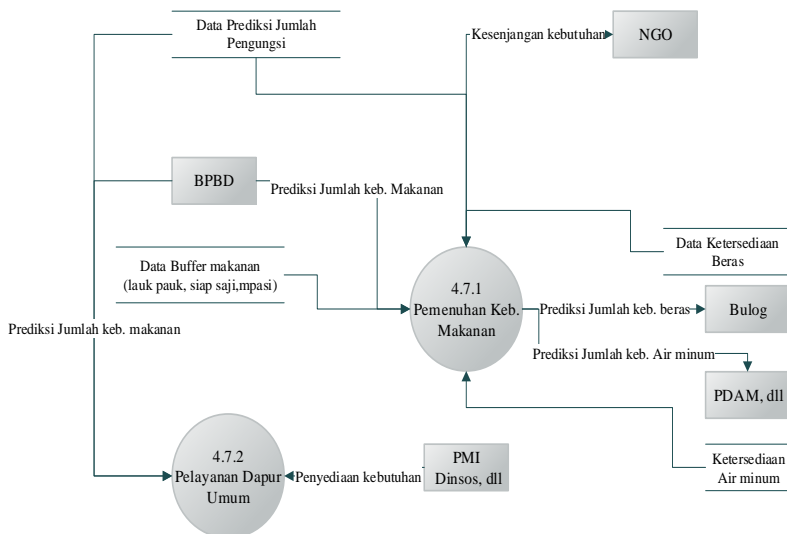 Data Prediksi Jumlah
Pengungsi
Kesenjangan kebutuhan
NGO
BPBD
Prediksi Jumlah keb. Makanan
Data Ketersediaan
Beras
Data Buffer makanan
(lauk pauk, siap saji,mpasi)
4.7.1
Pemenuhan Keb.
Makanan
Prediksi Jumlah keb. beras
Bulog
Prediksi Jumlah keb. makanan
Prediksi Jumlah keb. Air minum
PDAM, dll
4.7.2
Pelayanan Dapur
Umum
Penyediaan kebutuhan
PMI
Dinsos, dll
Ketersediaan
Air minum